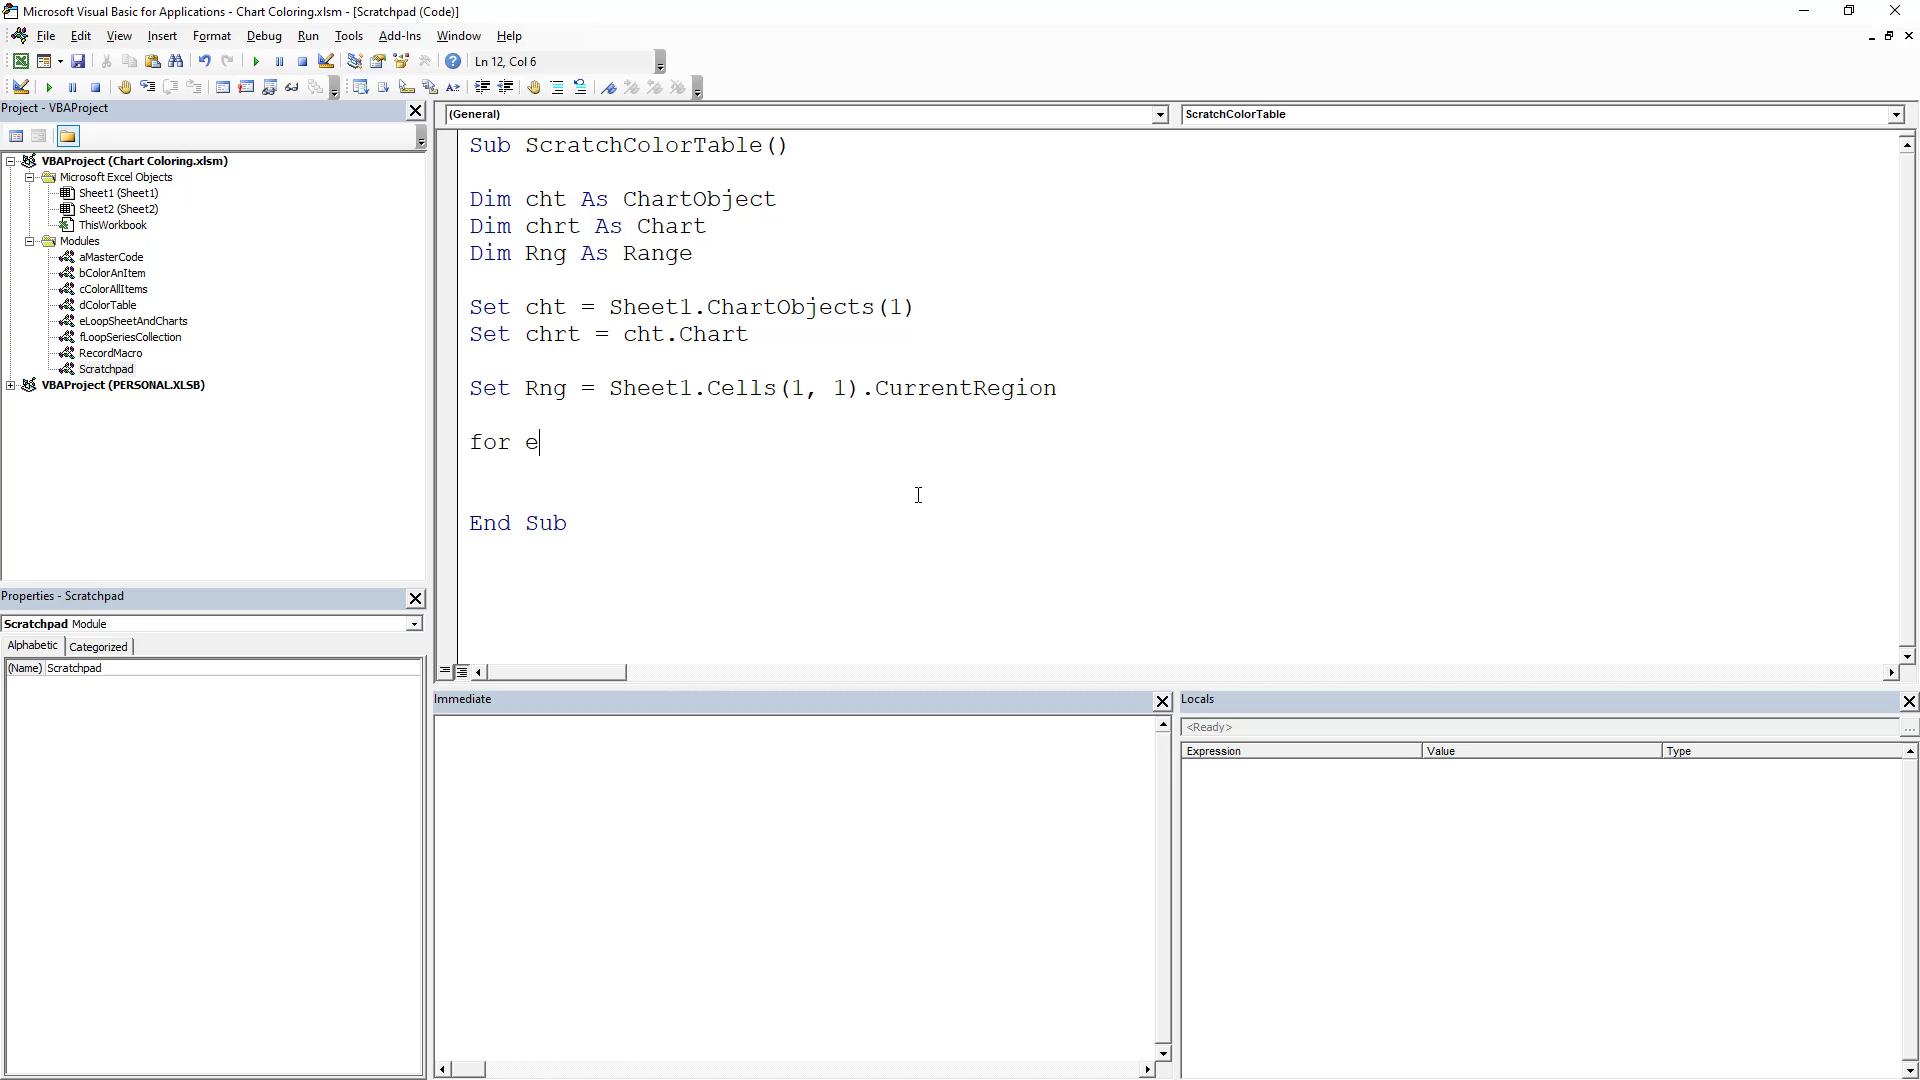 Microsoft Visual Basic for Applications - Chart Coloring.xlsm - [Scratchpad (Code)]
File Edit View Insert Format Debug Run Tools Add-Ins Window Help
Ln 12, Col 6
Project - VBAProject
VBAProject (Chart Coloring.xlsm)
Microsoft Excel Objects
Sheet1 (Sheet1)
Sheet2 (Sheet2)
ThisWorkbook
Modules
aMasterCode
bColorAnItem
cColorAllItems
dColorTable
eLoopSheetAndCharts
fLoopSeriesCollection
RecordMacro
Scratchpad
VBAProject (PERSONAL.XLSB)
Properties - Scratchpad
Scratchpad Module
Alphabetic Categorized
(Name) Scratchpad
(General) ScratchColorTable
Sub ScratchColorTable()
Dim cht As ChartObject
Dim chrt As Chart
Dim Rng As Range
Set cht = Sheet1.ChartObjects(1)
Set chrt = cht.Chart
Set Rng = Sheet1.Cells(1, 1).CurrentRegion
for e
End Sub
Immediate
Locals
<Ready>
...
Expression Value Type